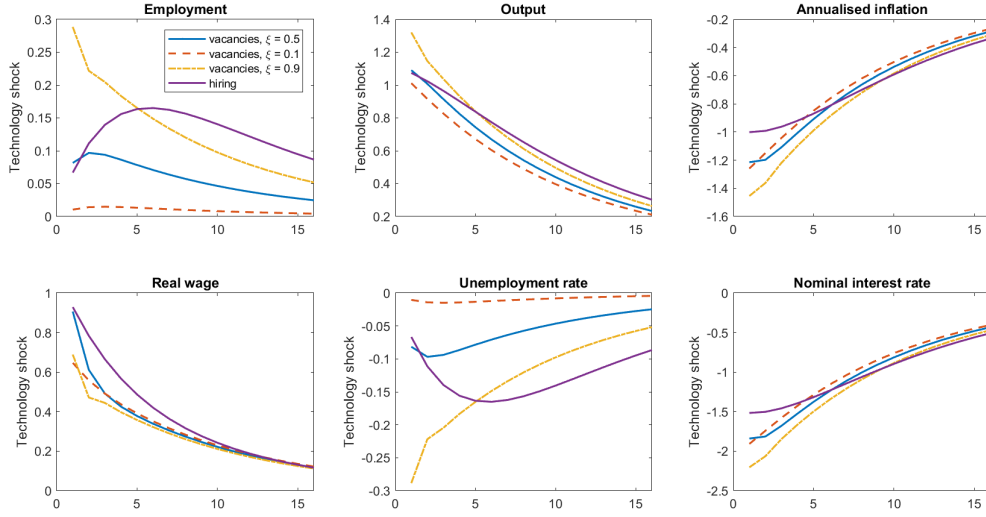 Employment
Technology shock
0.3
0.25
0.2
0.15
0.1
0.05
0
0 5 10 15
vacancies, ξ = 0.5
vacancies, ξ = 0.1
vacancies, ξ = 0.9
hiring
Output
Technology shock
1.4
1.2
1
0.8
0.6
0.4
0.2
0 5 10 15
Annualised inflation
Technology shock
-0.2
-0.4
-0.6
-0.8
-1
-1.2
-1.4
-1.6
0 5 10 15
Real wage
Technology shock
1
0.8
0.6
0.4
0.2
0
0 5 10 15
Unemployment rate
Technology shock
0
-0.05
-0.1
-0.15
-0.2
-0.25
-0.3
0 5 10 15
Nominal interest rate
Technology shock
0
-0.5
-1
-1.5
-2
-2.5
0 5 10 15